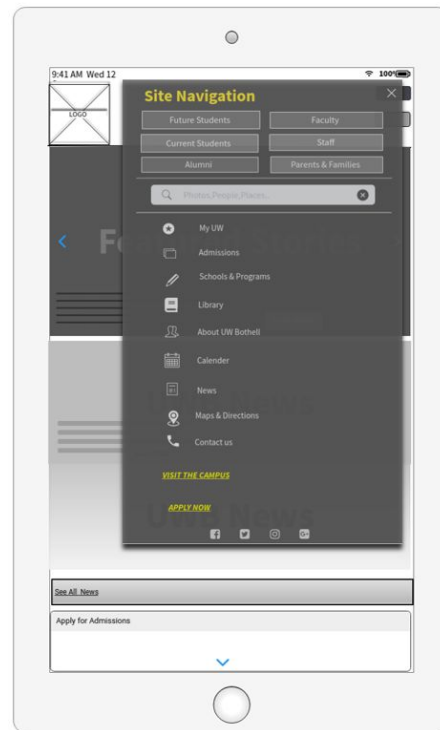 9:41 AM Wed 12
100%
LOGO
Site Navigation
Future Students
Faculty
Current Students
Staff
Alumni
Parents & Families
Photos,People,Places..
My UW
Admissions
Schools & Programs
Library
About UW Bothell
Calender
News
Maps & Directions
Contact us
VISIT THE CAMPUS
UWB News
APPLY NOW
See All News
Apply for Admissions